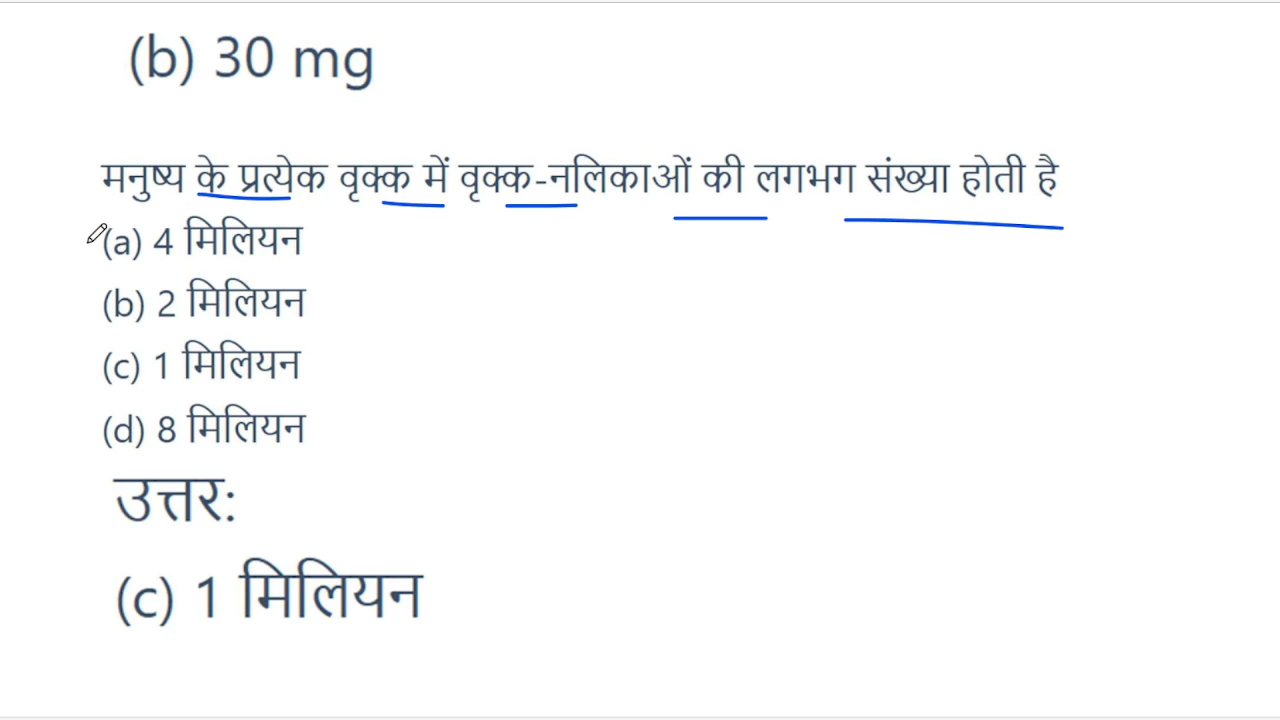 (b) 30 mg
मनुष्य के प्रत्येक वृक्क में वृक्क-नलिकाओं की लगभग संख्या होती है
(a) 4 मिलियन
(b) 2 मिलियन
(c) 1 मिलियन
(d) 8 मिलियन
उत्तर:
(c) 1 मिलियन